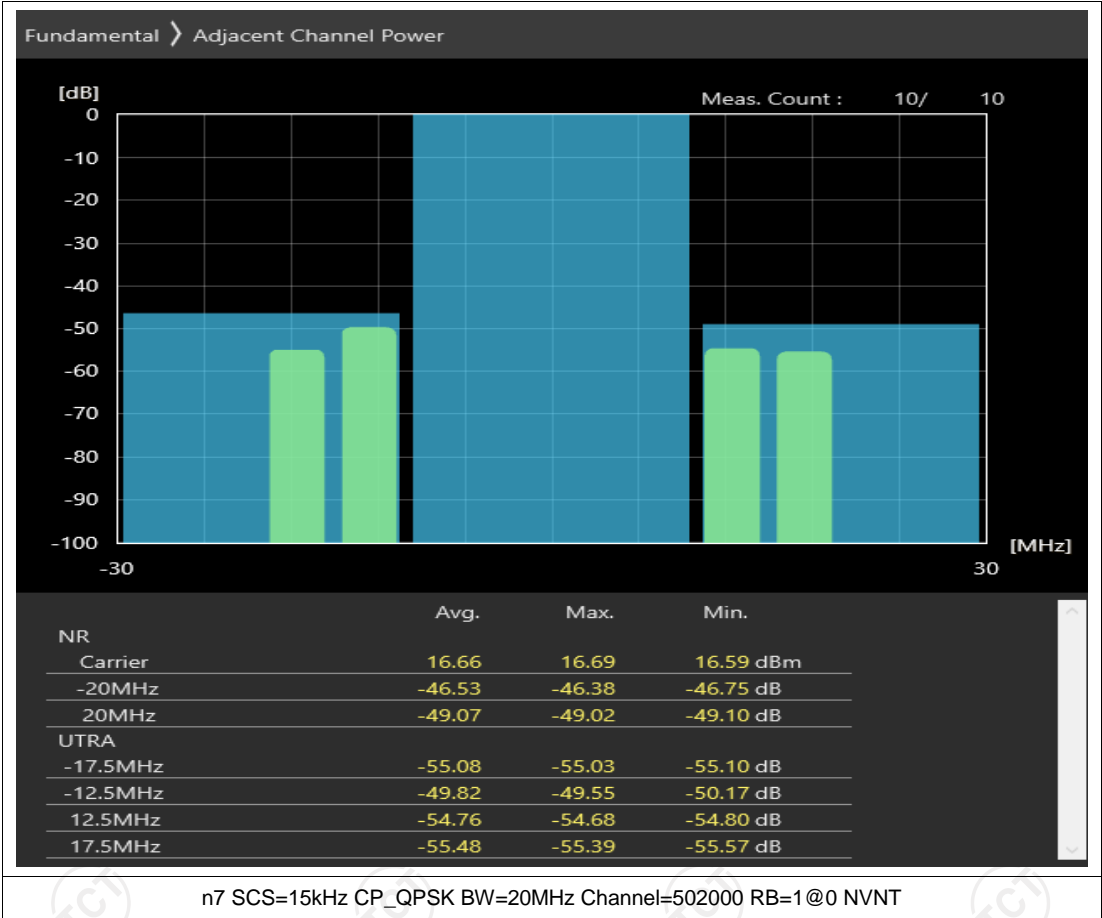 Fundamental ❯ Adjacent Channel Power
[dB]
Meas. Count : 10/ 10
0
-10
-20
-30
-40
-50
-60
-70
-80
-90
-100
[MHz]
-30 30
Avg. Max. Min.
NR
Carrier 16.66 16.69 16.59 dBm
-20MHz -46.53 -46.38 -46.75 dB
20MHz -49.07 -49.02 -49.10 dB
UTRA
-17.5MHz -55.08 -55.03 -55.10 dB
-12.5MHz -49.82 -49.55 -50.17 dB
12.5MHz -54.76 -54.68 -54.80 dB
17.5MHz -55.48 -55.39 -55.57 dB
TCT TCT TCT TCT
n7 SCS=15kHz CP_QPSK BW=20MHz Channel=502000 RB=1@0 NVNT